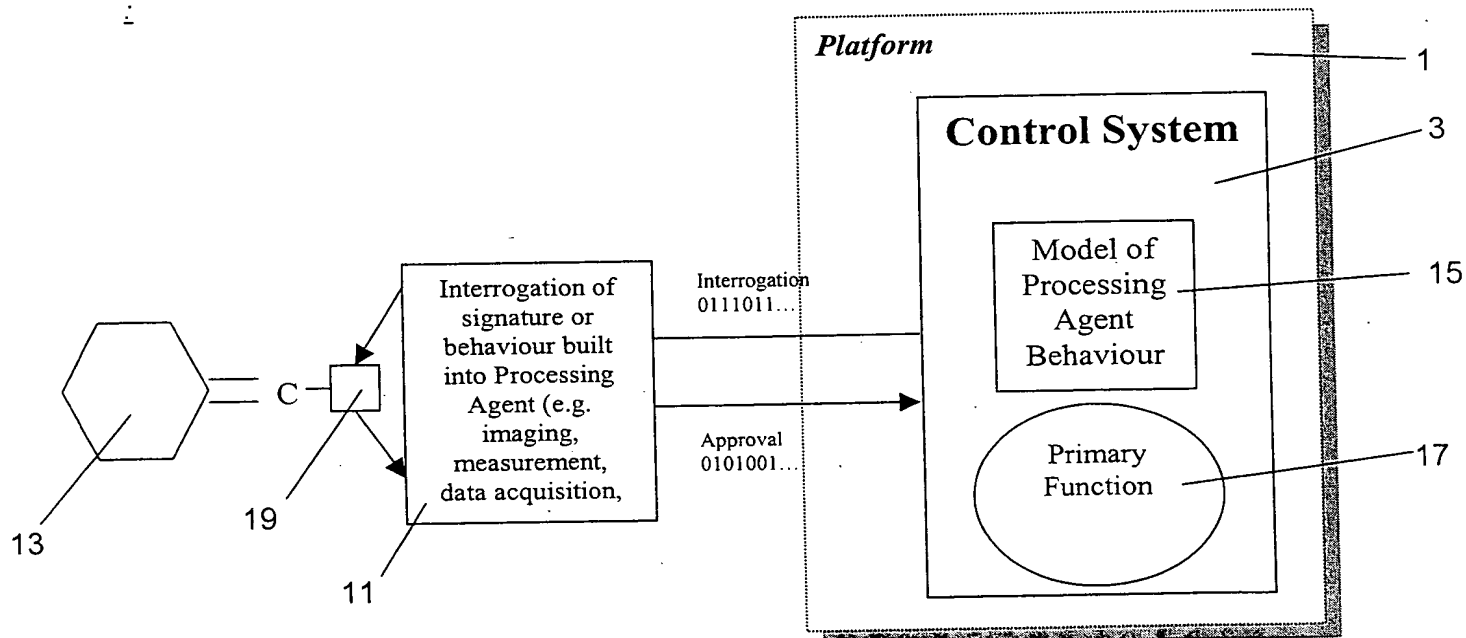 Platform
1
Control System
3
Model of
Processing
Agent
Behaviour
15
Primary
Function
17
Interrogation
0111011...
Approval
0101001...
Interrogation of
signature or
behaviour built
into Processing
Agent (e.g.
imaging,
measurement,
data acquisition,
C
13
19
11